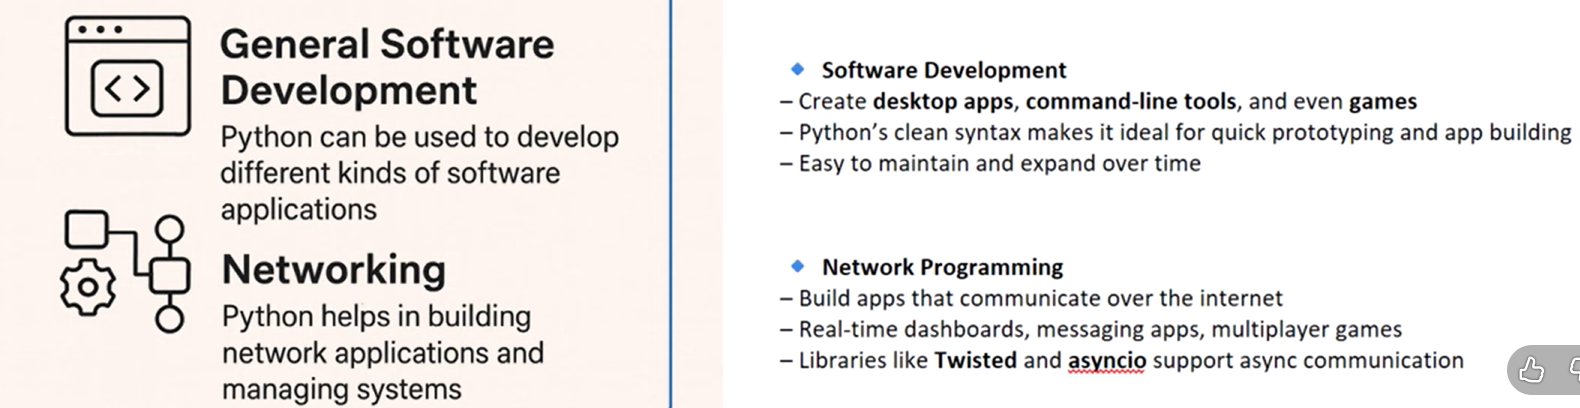 General Software
Development
Python can be used to develop
different kinds of software
applications
Networking
Python helps in building
network applications and
managing systems
Software Development
– Create desktop apps, command-line tools, and even games
– Python’s clean syntax makes it ideal for quick prototyping and app building
– Easy to maintain and expand over time
Network Programming
– Build apps that communicate over the internet
– Real-time dashboards, messaging apps, multiplayer games
– Libraries like Twisted and asyncio support async communication